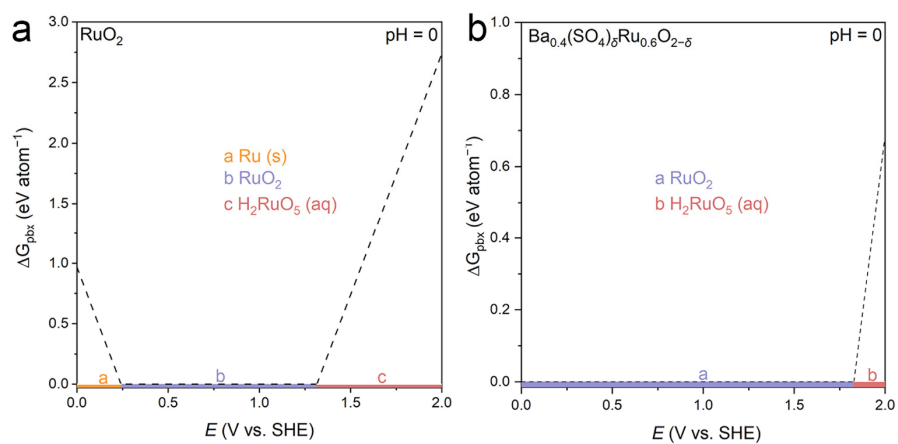 a
RuO₂
pH = 0
ΔG_pbx (eV atom⁻¹)
3.0
2.5
2.0
1.5
1.0
0.5
0.0
a Ru (s)
b RuO₂
c H₂RuO₅ (aq)
a
b
c
0.0
0.5
1.0
1.5
2.0
E (V vs. SHE)
b
Ba₀.₄(SO₄)δRu₀.₆O₂₋δ
pH = 0
ΔG_pbx (eV atom⁻¹)
1.0
0.8
0.6
0.4
0.2
0.0
a RuO₂
b H₂RuO₅ (aq)
a
b
0.0
0.5
1.0
1.5
2.0
E (V vs. SHE)